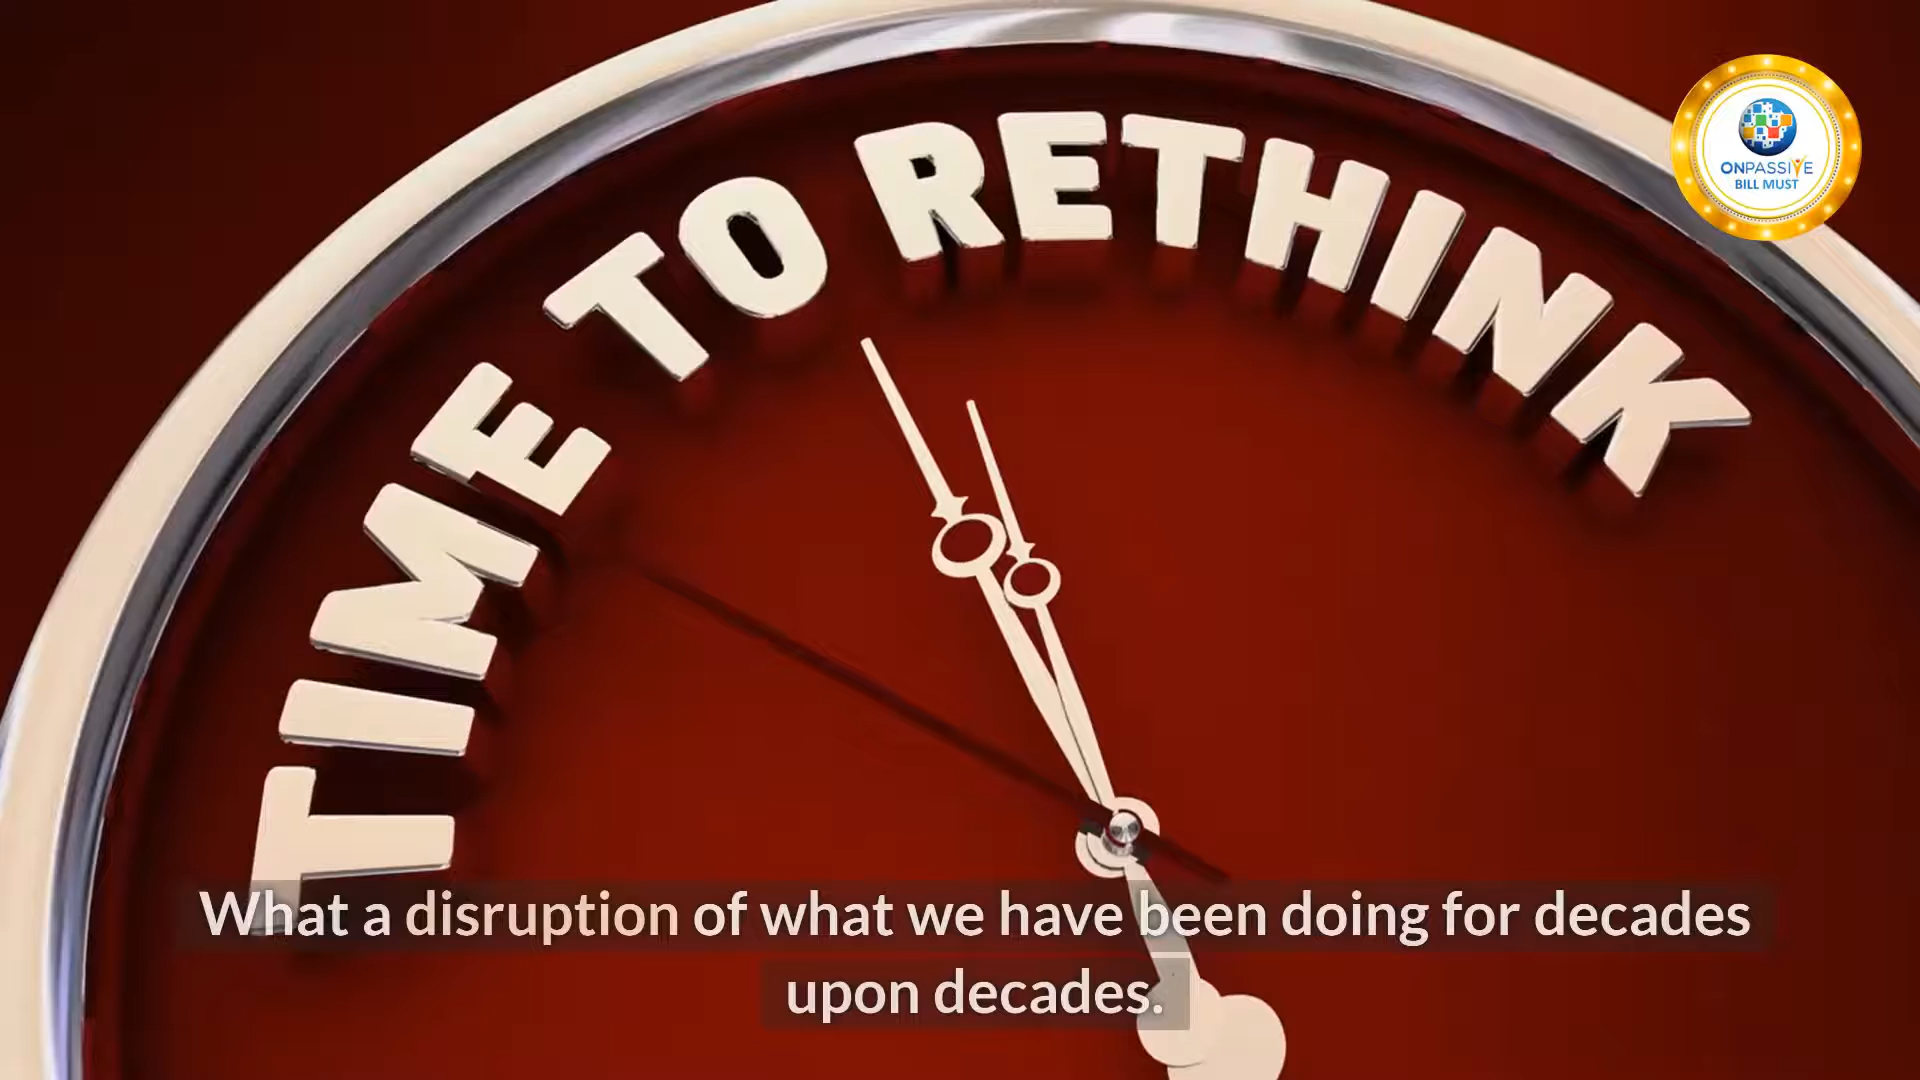 TIME TO RETHINK
ONPASSIVE
BILL MUST
What a disruption of what we have been doing for decades
upon decades.